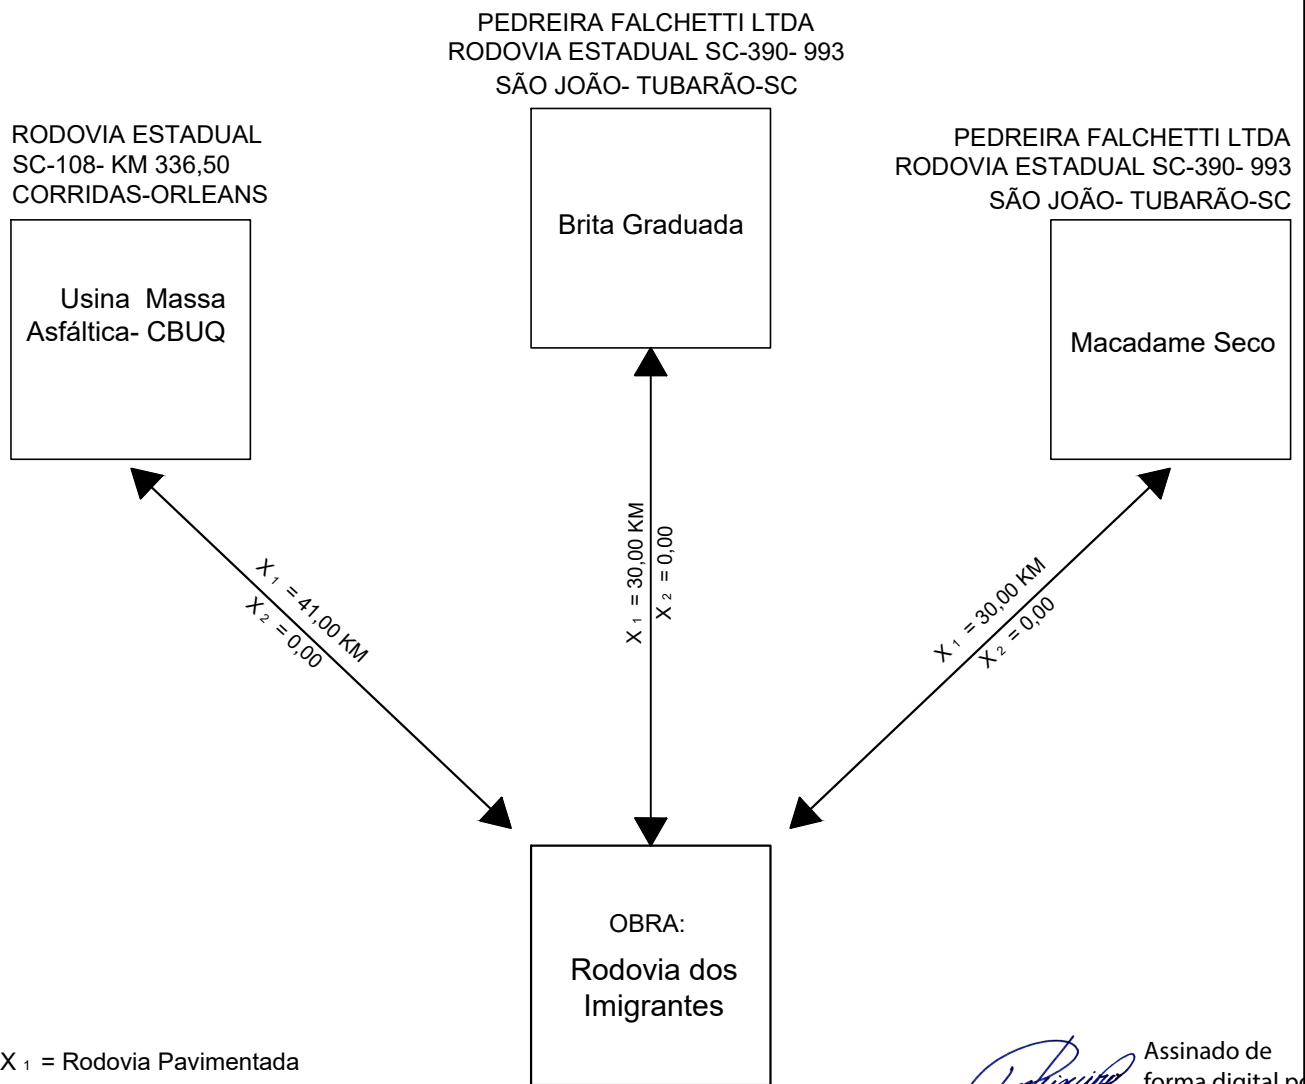 PEDREIRA FALCHETTI LTDA
RODOVIA ESTADUAL SC-390- 993
SÃO JOÃO- TUBARÃO-SC
RODOVIA ESTADUAL
SC-108- KM 336,50
CORRIDAS-ORLEANS
PEDREIRA FALCHETTI LTDA
RODOVIA ESTADUAL SC-390- 993
SÃO JOÃO- TUBARÃO-SC
Usina Massa
Asfáltica- CBUQ
Brita Graduada
Macadame Seco
X 1 = 41,00 KM
X 2 = 0,00
X 1 = 30,00 KM
X 2 = 0,00
X 1 = 30,00 KM
X 2 = 0,00
OBRA:
Rodovia dos
Imigrantes
X 1 = Rodovia Pavimentada
Assinado de
forma digital